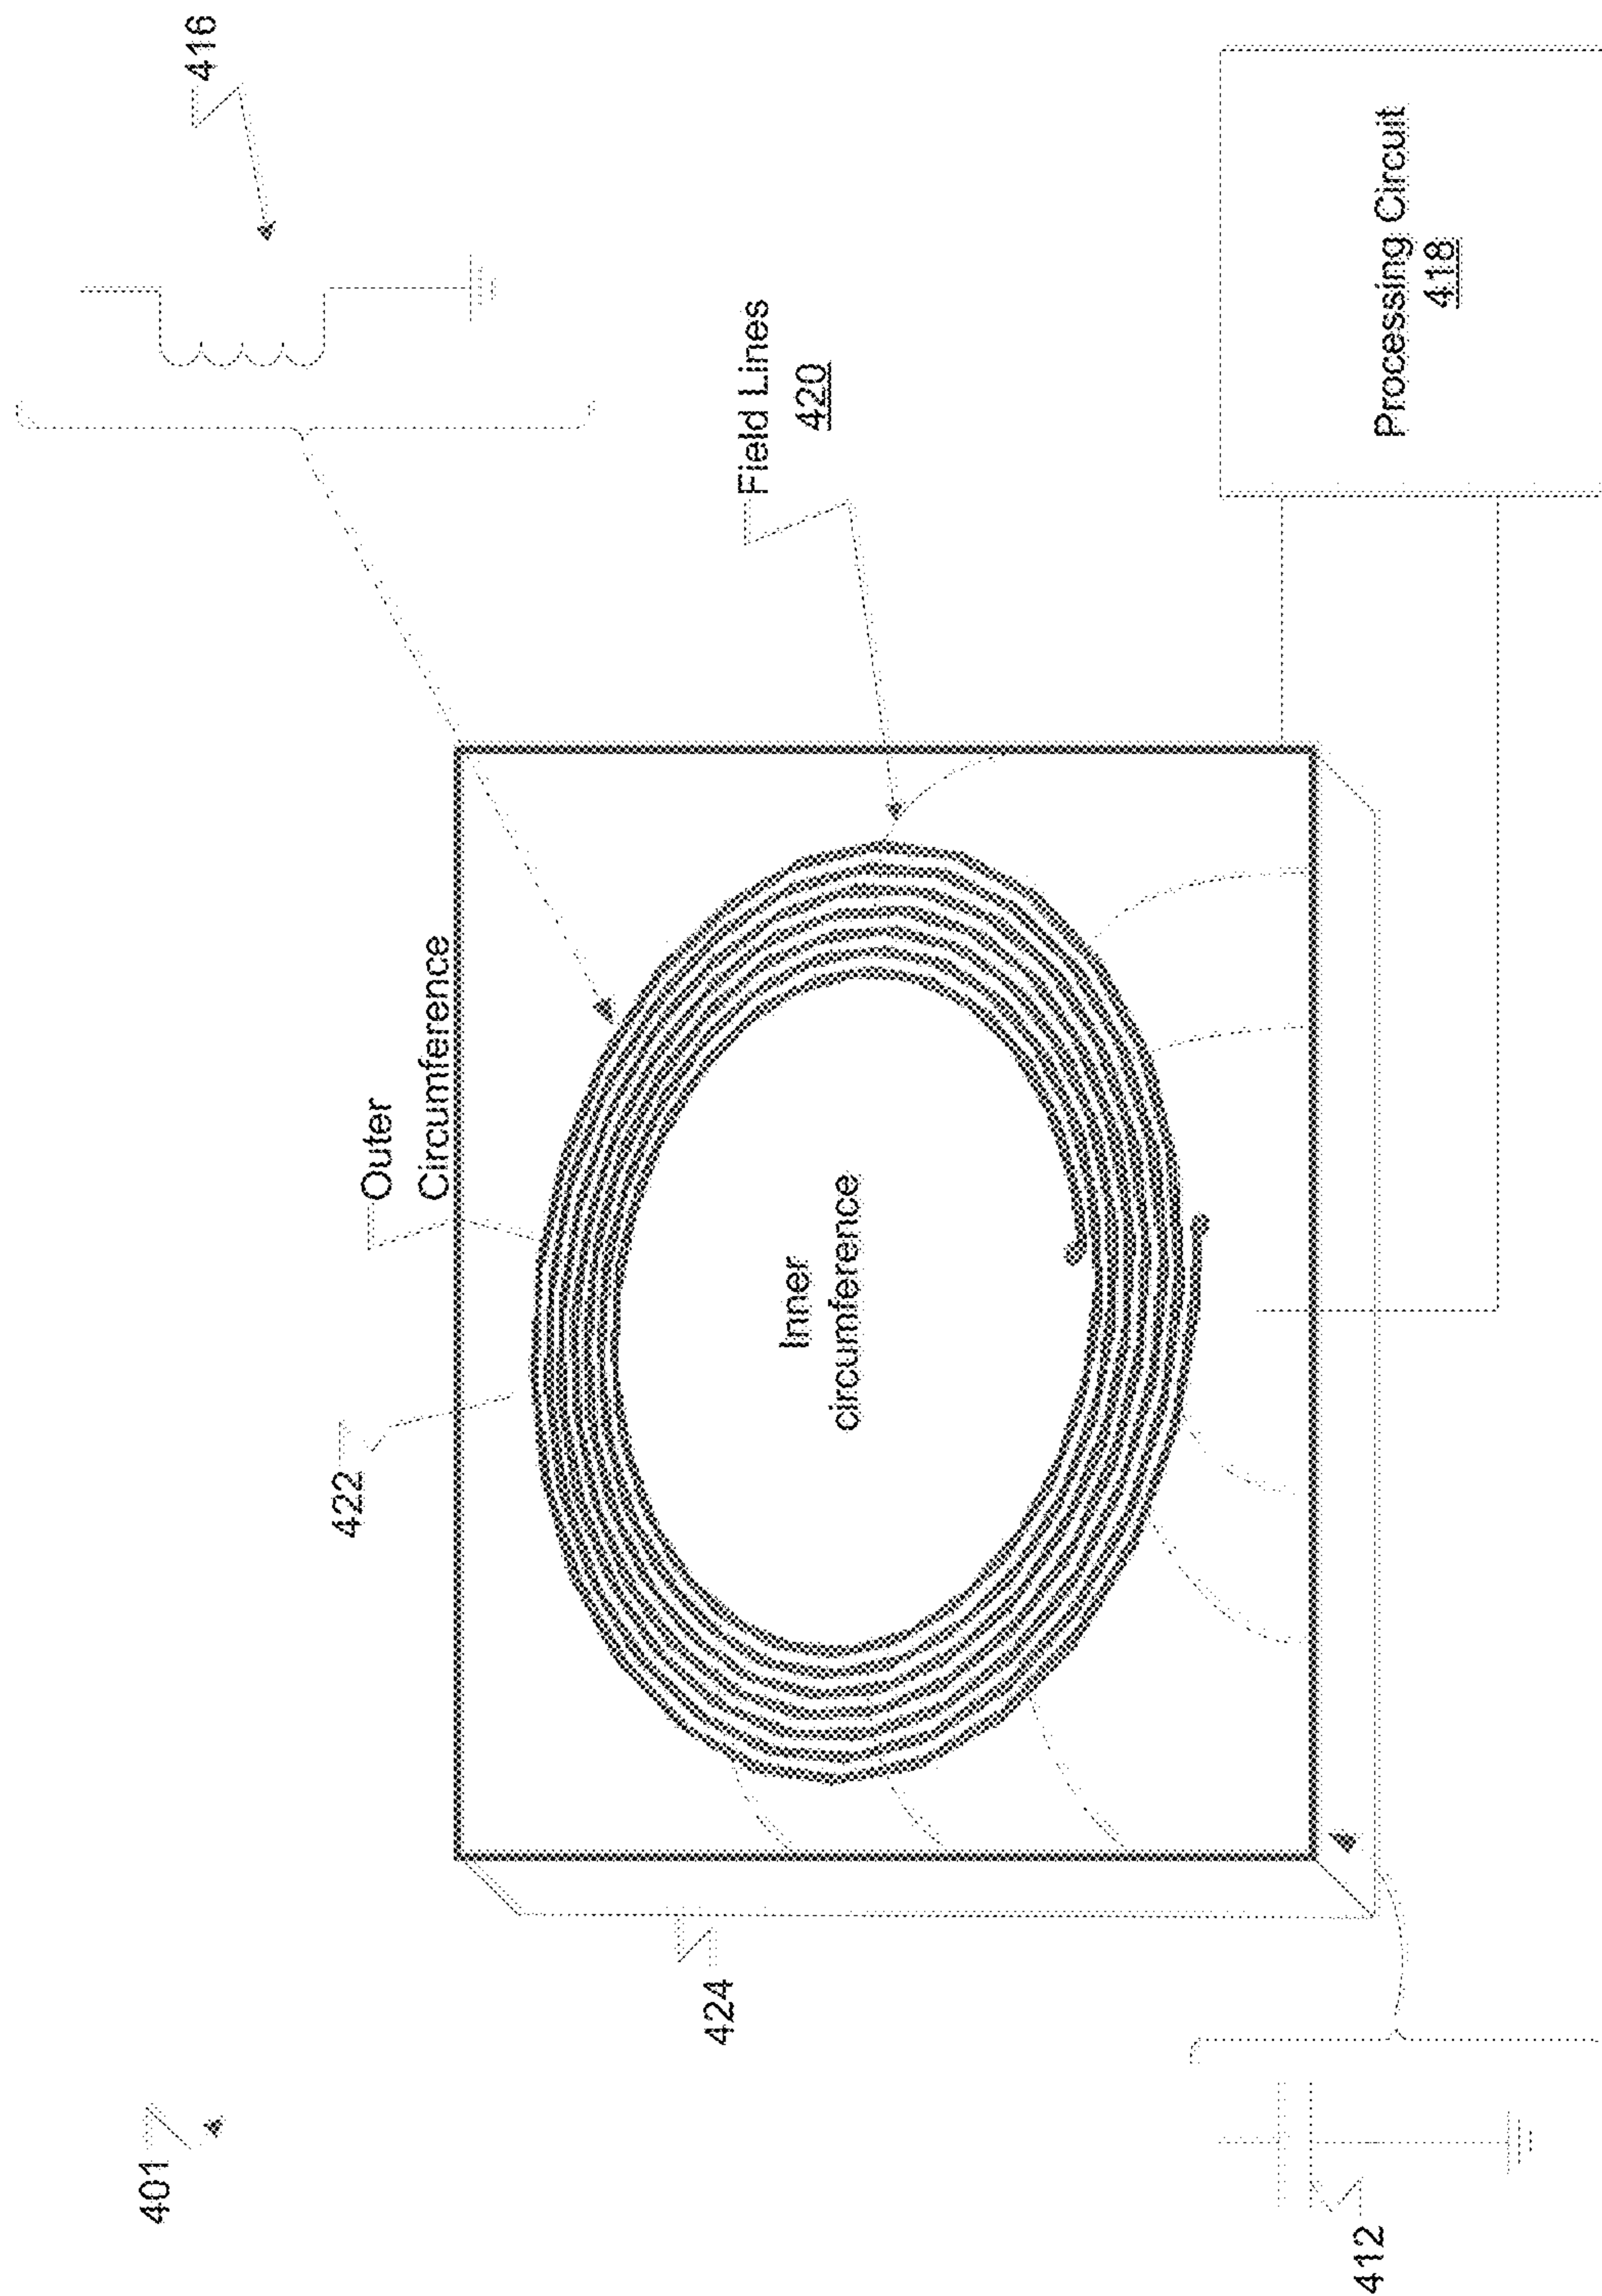 401
412
424
422
Outer
Circumference
Inner
circumference
Field Lines
420
416
Processing Circuit
418